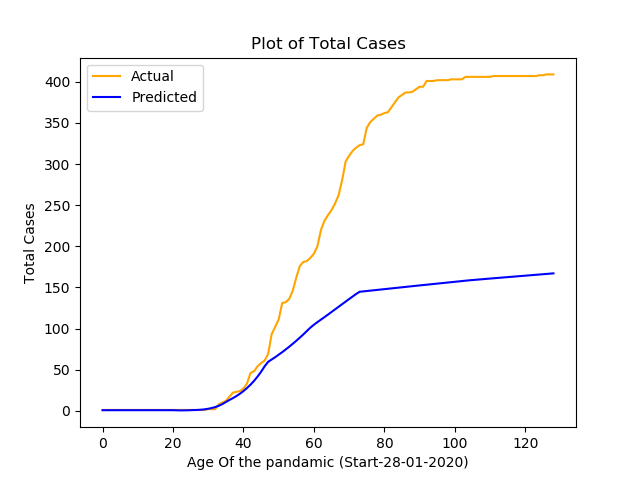 Plot of Total Cases
Actual
Predicted
400
350
300
250
200
150
100
50
0
Total Cases
0 20 40 60 80 100 120
Age Of the pandamic (Start-28-01-2020)